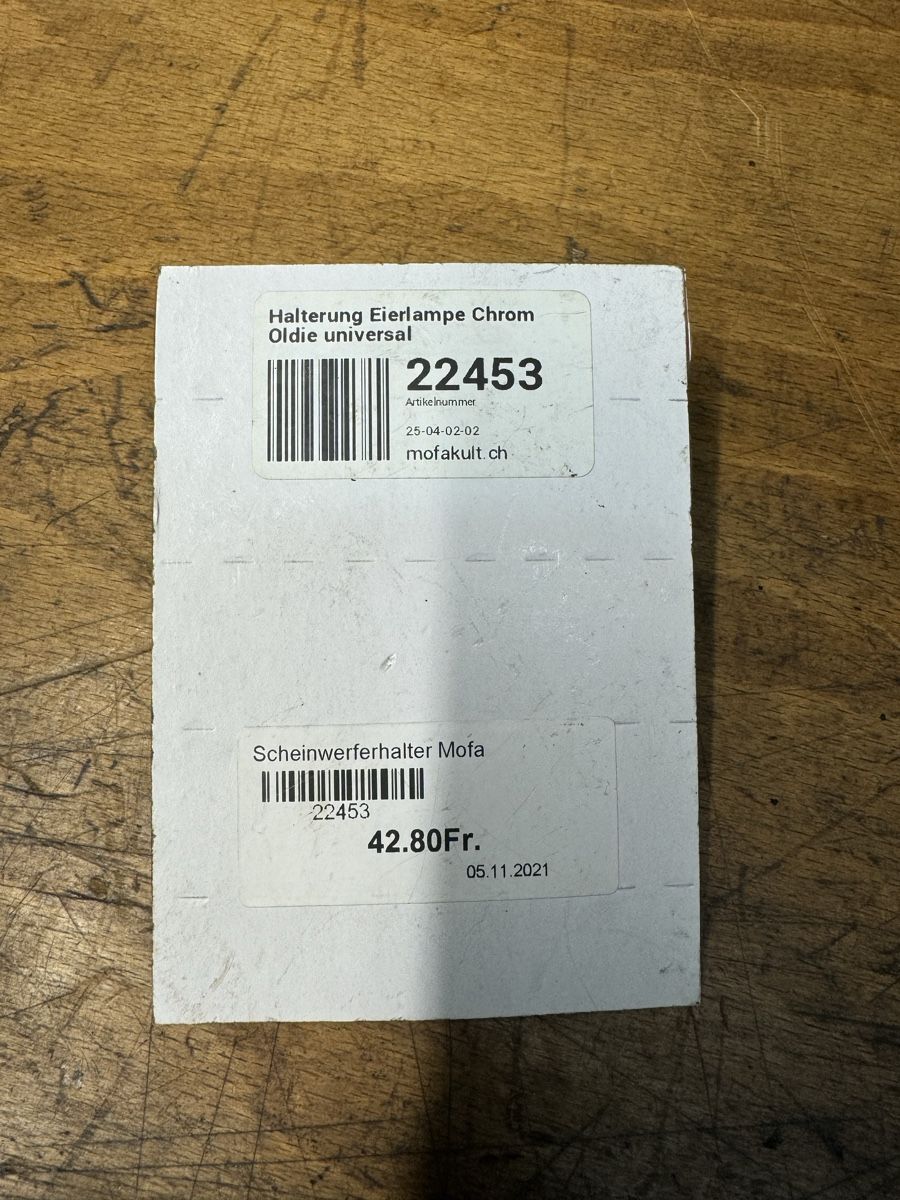 Halterung Eierlampe Chrom
Oldie universal
22453
Artikelnummer
25-04-02-02
mofakult.ch
Scheinwerferhalter Mofa
22453
42.80Fr.
05.11.2021